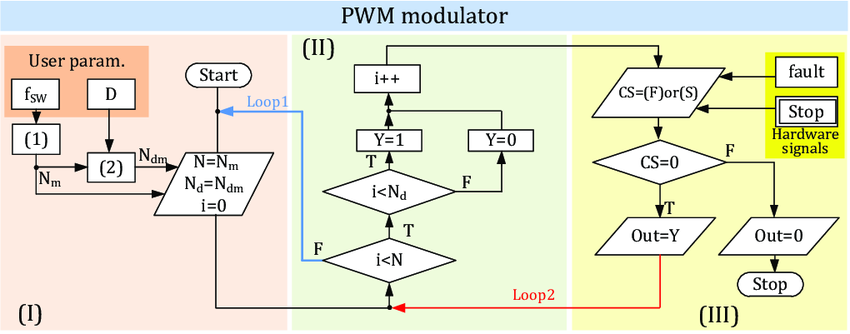 PWM modulator
(I)
User param.
fSW
D
(1)
(2)
Nm
Ndm
Start
N=Nm
Nd=Ndm
i=0
Loop1
(II)
i++
Y=1
Y=0
T
i<Nd
F
T
F
i<N
Loop2
CS=(F)or(S)
fault
Stop
Hardware
signals
CS=0
F
T
Out=Y
Out=0
Stop
(III)